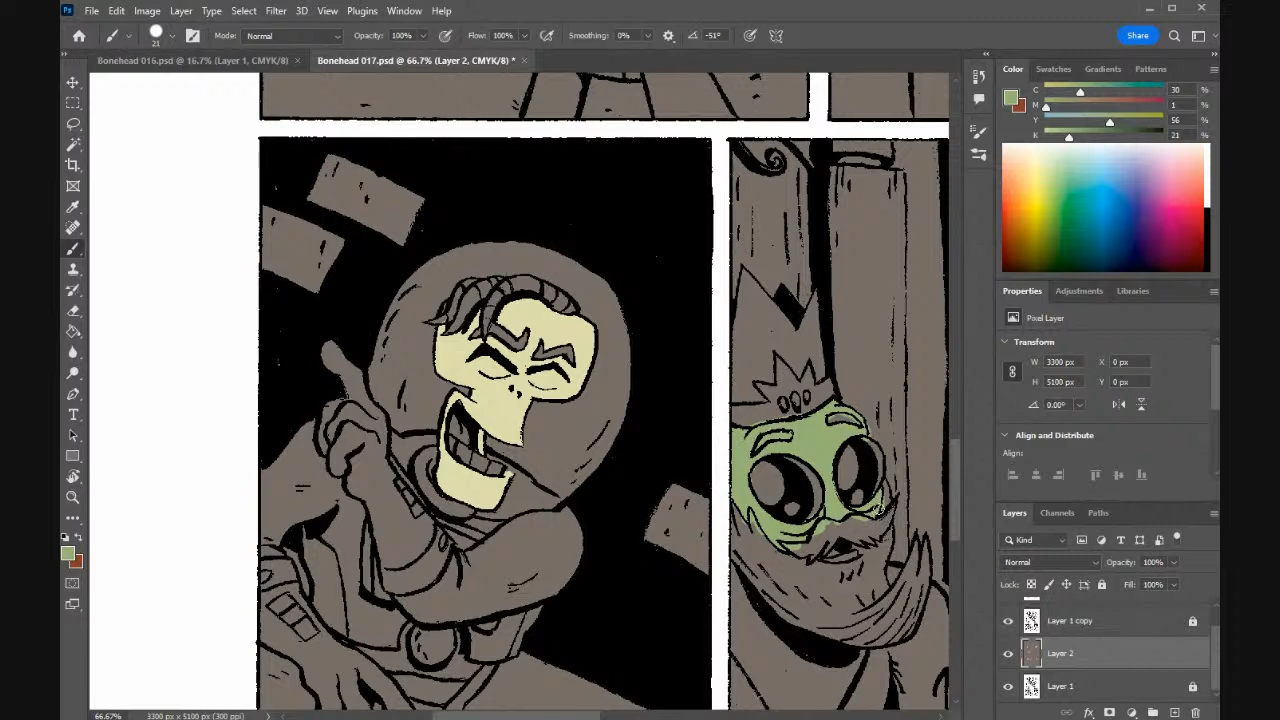 Ps File Edit Image Layer Type Select Filter 3D View Plugins Window Help
21 Mode: Normal Opacity: 100% Flow: 100% Smoothing: 0% -51° Share
Bonehead 016.psd @ 16.7% (Layer 1, CMYK/8) × Bonehead 017.psd @ 66.7% (Layer 2, CMYK/8) * ×
Color Swatches Gradients Patterns
C 30 %
M 1 %
Y 56 %
K 21 %
Properties Adjustments Libraries
Pixel Layer
Transform
W 3300 px X 0 px
H 5100 px Y 0 px
0.00°
Align and Distribute
Align:
Layers Channels Paths
Kind
Normal Opacity: 100%
Lock: Fill: 100%
Layer 1 copy
Layer 2
Layer 1
66.67% 3300 px x 5100 px (300 ppi)